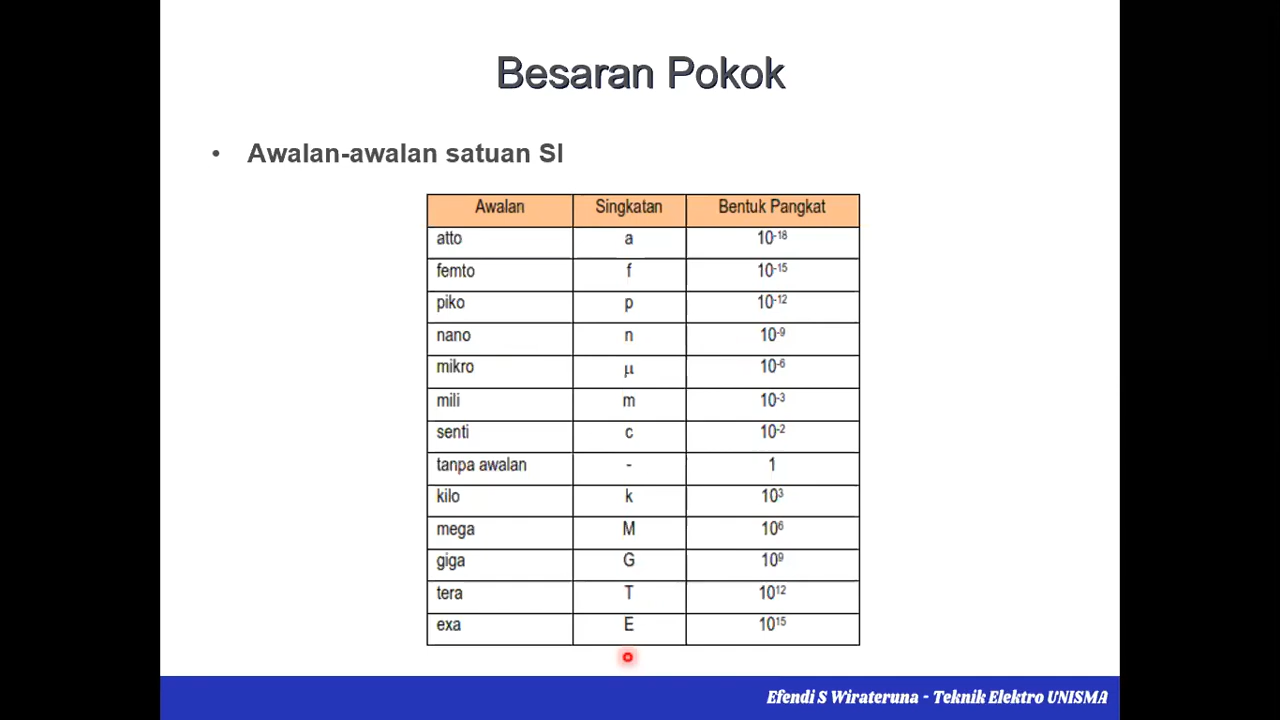 Besaran Pokok
• Awalan-awalan satuan SI
Awalan Singkatan Bentuk Pangkat
atto a 10⁻¹⁸
femto f 10⁻¹⁵
piko p 10⁻¹²
nano n 10⁻⁹
mikro μ 10⁻⁶
mili m 10⁻³
senti c 10⁻²
tanpa awalan - 1
kilo k 10³
mega M 10⁶
giga G 10⁹
tera T 10¹²
exa E 10¹⁵
Efendi S Wirateruna - Teknik Elektro UNISMA